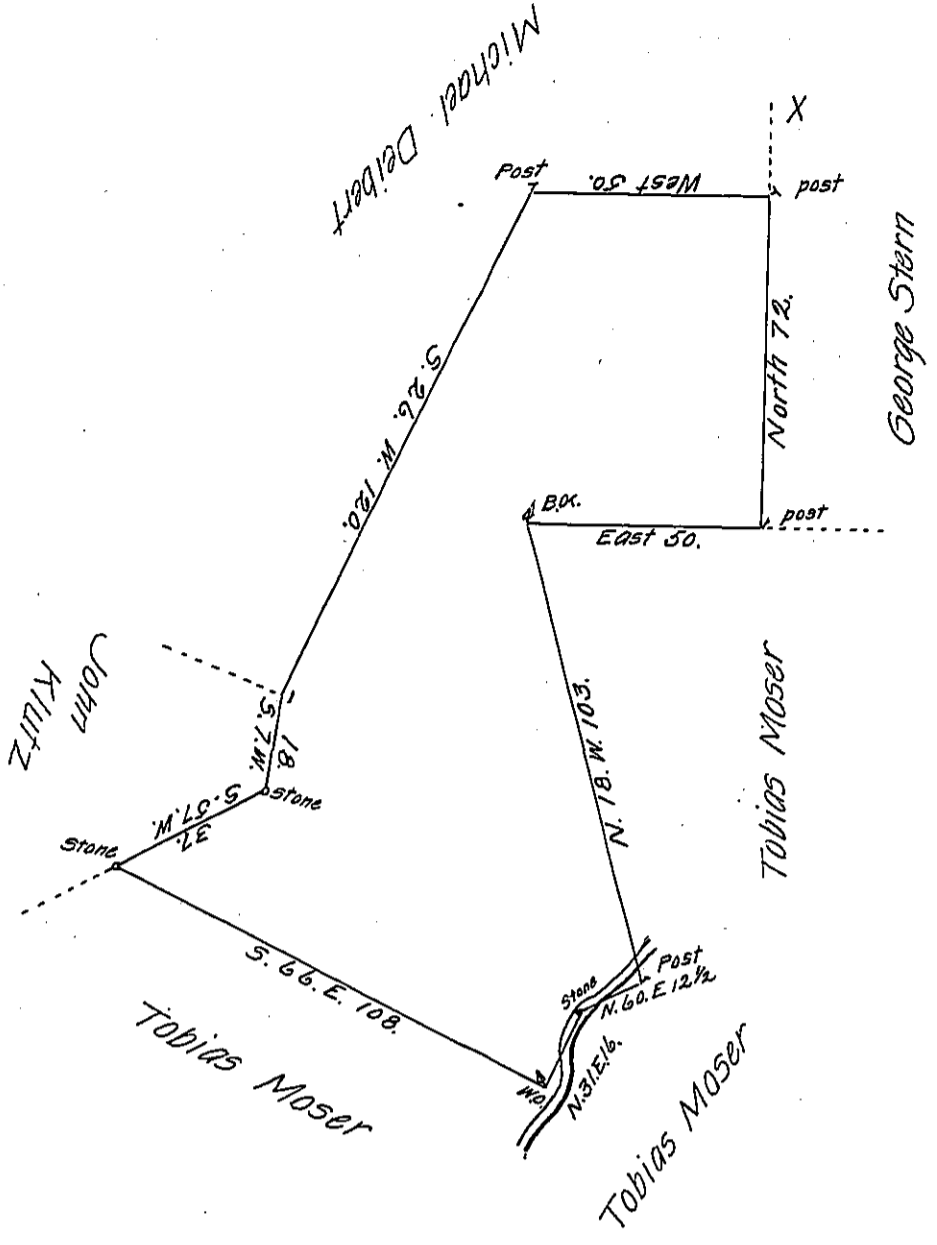 Michael Deibert
Post
West 50.
X
post
S. 26. W. 120.
North 72.
George Stern
B.O.
East 50.
post
John
Klutz
S. 7. W.
18.
stone
S. 57. W.
37.
Stone
N. 18. W. 103.
Tobias Moser
S. 66. E. 108.
Stone
Post
N. 60. E 12 1/2
W.O.
N. 31. E. 16.
Tobias Moser
Tobias Moser